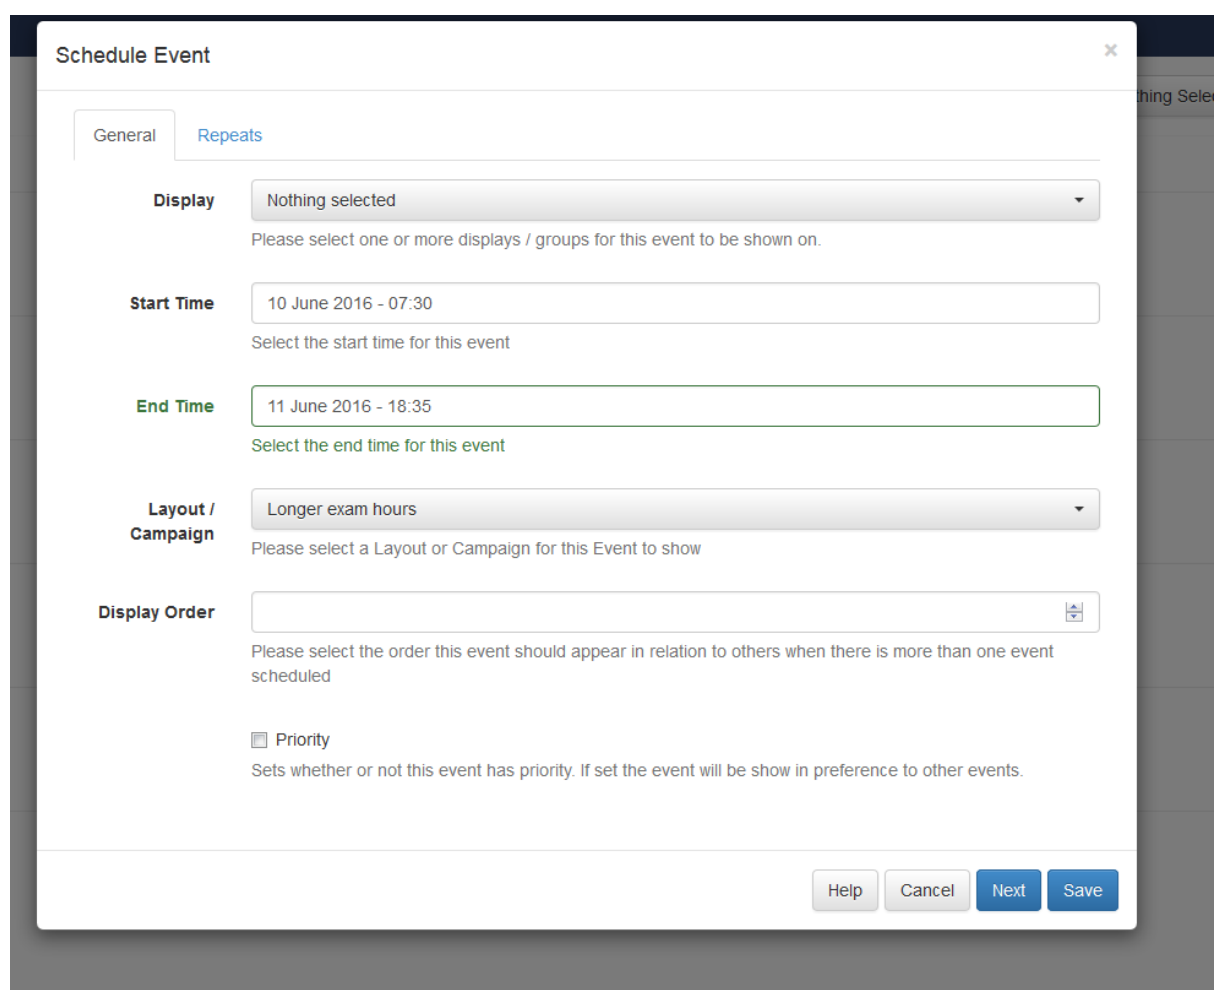 Schedule Event
×
thing Sele
General
Repeats
Display
Nothing selected
Please select one or more displays / groups for this event to be shown on.
Start Time
10 June 2016 - 07:30
Select the start time for this event
End Time
11 June 2016 - 18:35
Select the end time for this event
Layout /
Campaign
Longer exam hours
Please select a Layout or Campaign for this Event to show
Display Order
Please select the order this event should appear in relation to others when there is more than one event
scheduled
Priority
Sets whether or not this event has priority. If set the event will be show in preference to other events.
Help
Cancel
Next
Save